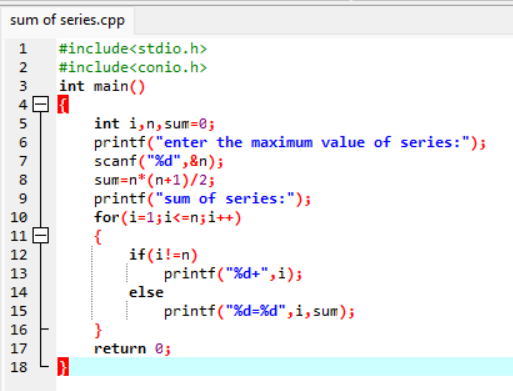 sum of series.cpp
1 #include<stdio.h>
2 #include<conio.h>
3 int main()
4 {
5 int i,n,sum=0;
6 printf("enter the maximum value of series:");
7 scanf("%d",&n);
8 sum=n*(n+1)/2;
9 printf("sum of series:");
10 for(i=1;i<=n;i++)
11 {
12 if(i!=n)
13 printf("%d+",i);
14 else
15 printf("%d=%d",i,sum);
16 }
17 return 0;
18 }